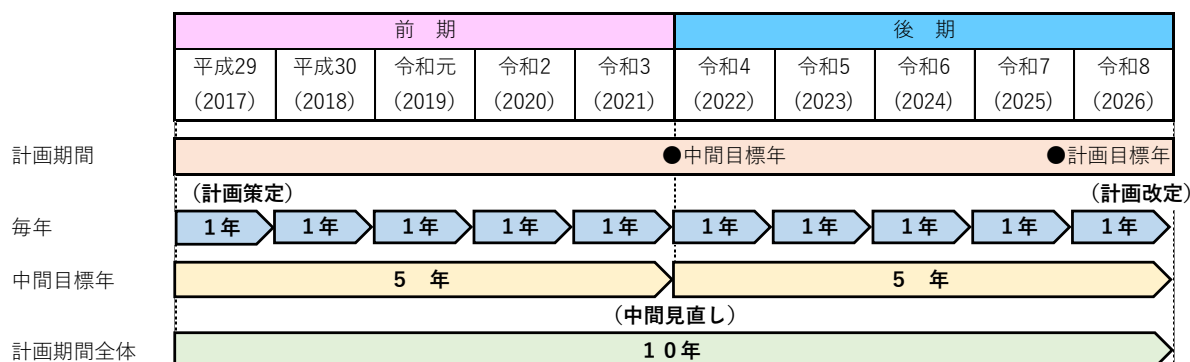 前　期 後　期
平成29 平成30 令和元 令和2 令和3 令和4 令和5 令和6 令和7 令和8
（2017） （2018） （2019） （2020） （2021） （2022） （2023） （2024） （2025） （2026）
計画期間 ●中間目標年 ●計画目標年
（計画策定） （計画改定）
毎年 １年 １年 １年 １年 １年 １年 １年 １年 １年 １年
中間目標年 ５　年 ５　年
（中間見直し）
計画期間全体 １０年